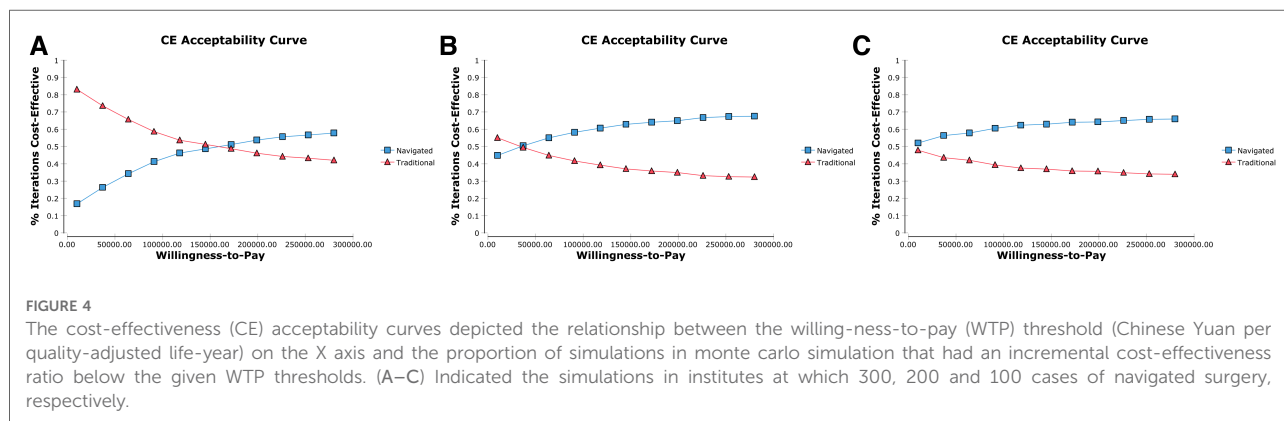 A
CE Acceptability Curve
% Iterations Cost-Effective
1
0.9
0.8
0.7
0.6
0.5
0.4
0.3
0.2
0.1
0
0.00
50000.00
100000.00
150000.00
200000.00
250000.00
300000.00
Willingness-to-Pay
Navigated
Traditional
B
CE Acceptability Curve
% Iterations Cost-Effective
1
0.9
0.8
0.7
0.6
0.5
0.4
0.3
0.2
0.1
0
0.00
50000.00
100000.00
150000.00
200000.00
250000.00
300000.00
Willingness-to-Pay
Navigated
Traditional
C
CE Acceptability Curve
% Iterations Cost-Effective
1
0.9
0.8
0.7
0.6
0.5
0.4
0.3
0.2
0.1
0
0.00
50000.00
100000.00
150000.00
200000.00
250000.00
300000.00
Willingness-to-Pay
Navigated
Traditional
FIGURE 4
The cost-effectiveness (CE) acceptability curves depicted the relationship between the willing-ness-to-pay (WTP) threshold (Chinese Yuan per
quality-adjusted life-year) on the X axis and the proportion of simulations in monte carlo simulation that had an incremental cost-effectiveness
ratio below the given WTP thresholds. (A–C) Indicated the simulations in institutes at which 300, 200 and 100 cases of navigated surgery,
respectively.